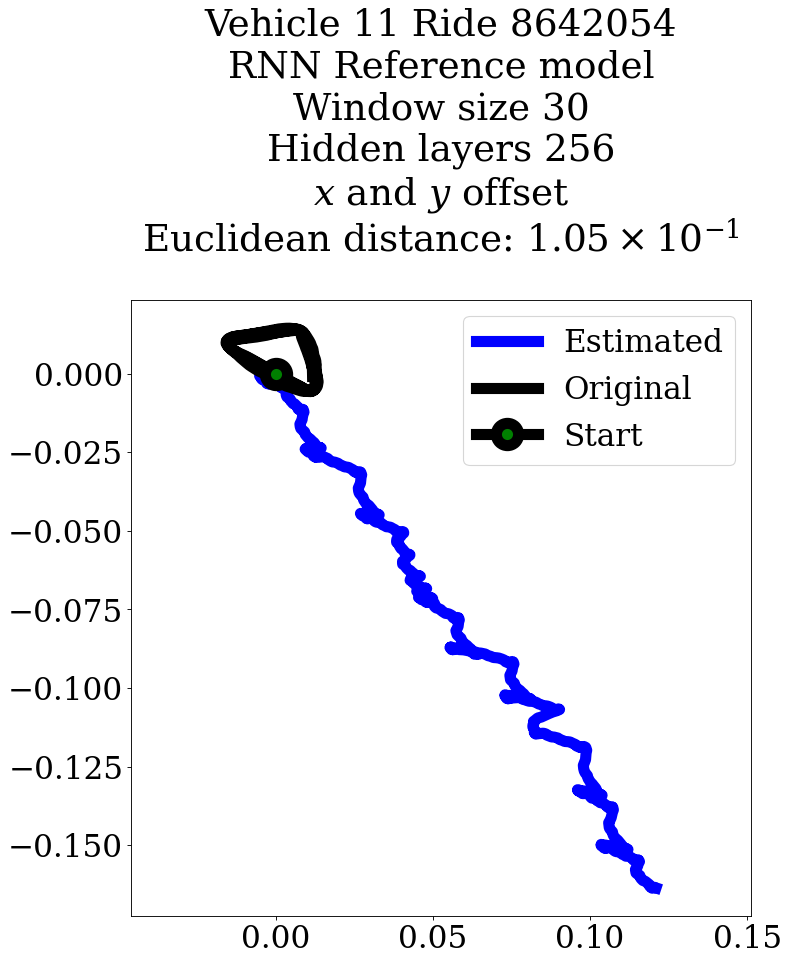 Vehicle 11 Ride 8642054
RNN Reference model
Window size 30
Hidden layers 256
x and y offset
Euclidean distance: 1.05 × 10⁻¹
Estimated
Original
Start
0.000
−0.025
−0.050
−0.075
−0.100
−0.125
−0.150
0.00 0.05 0.10 0.15